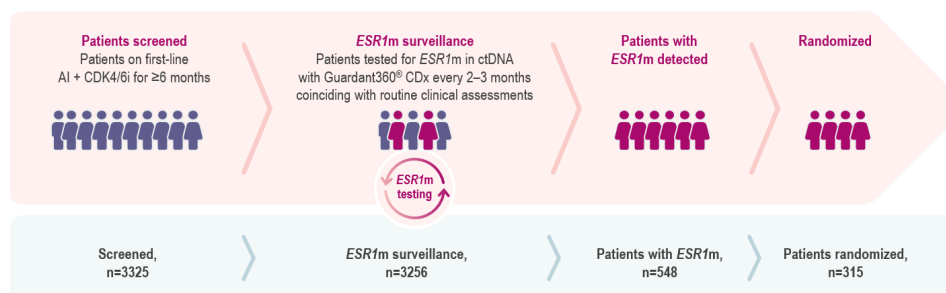 Patients screened
Patients on first-line
AI + CDK4/6i for ≥6 months
ESR1m surveillance
Patients tested for ESR1m in ctDNA
with Guardant360® CDx every 2–3 months
coinciding with routine clinical assessments
ESR1m
testing
Patients with
ESR1m detected
Randomized
Screened,
n=3325
ESR1m surveillance,
n=3256
Patients with ESR1m,
n=548
Patients randomized,
n=315